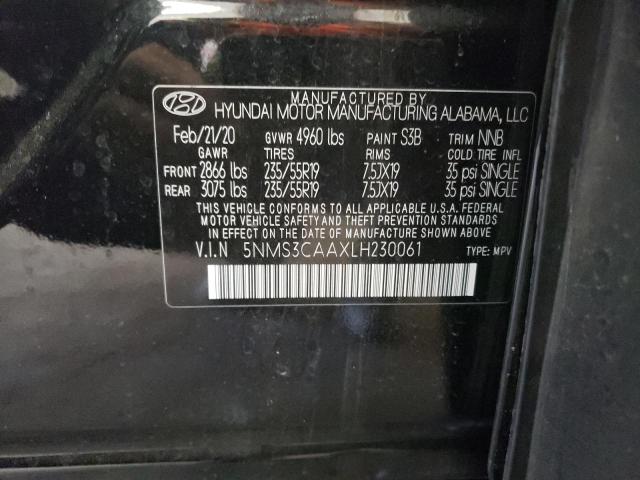 MANUFACTURED BY
HYUNDAI MOTOR MANUFACTURING ALABAMA, LLC
Feb/21/20 GVWR 4960 lbs PAINT S3B TRIM NNB
GAWR TIRES RIMS COLD TIRE INFL
FRONT 2866 lbs 235/55R19 7.5JX19 35 psi SINGLE
REAR 3075 lbs 235/55R19 7.5JX19 35 psi SINGLE
THIS VEHICLE CONFORMS TO ALL APPLICABLE U.S.A. FEDERAL
MOTOR VEHICLE SAFETY AND THEFT PREVENTION STANDARDS
IN EFFECT ON THE DATE OF MANUFACTURE SHOWN ABOVE.
V.I.N 5NMS3CAAXLH230061 TYPE: MPV